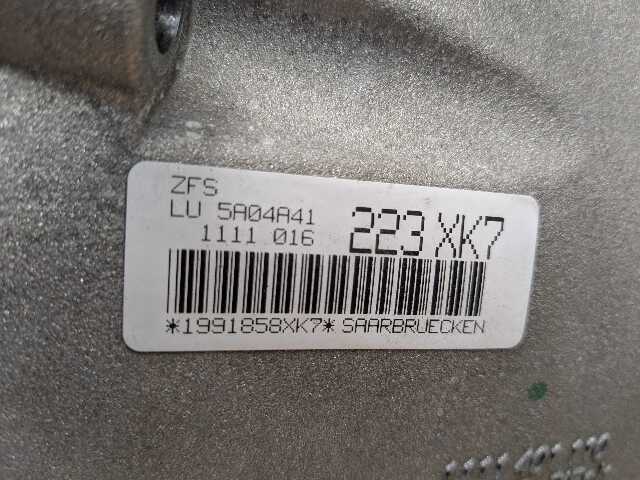 ZFS
LU 5A04A41
1111 016
223 XK7
*1991858XK7* SAARBRUECKEN